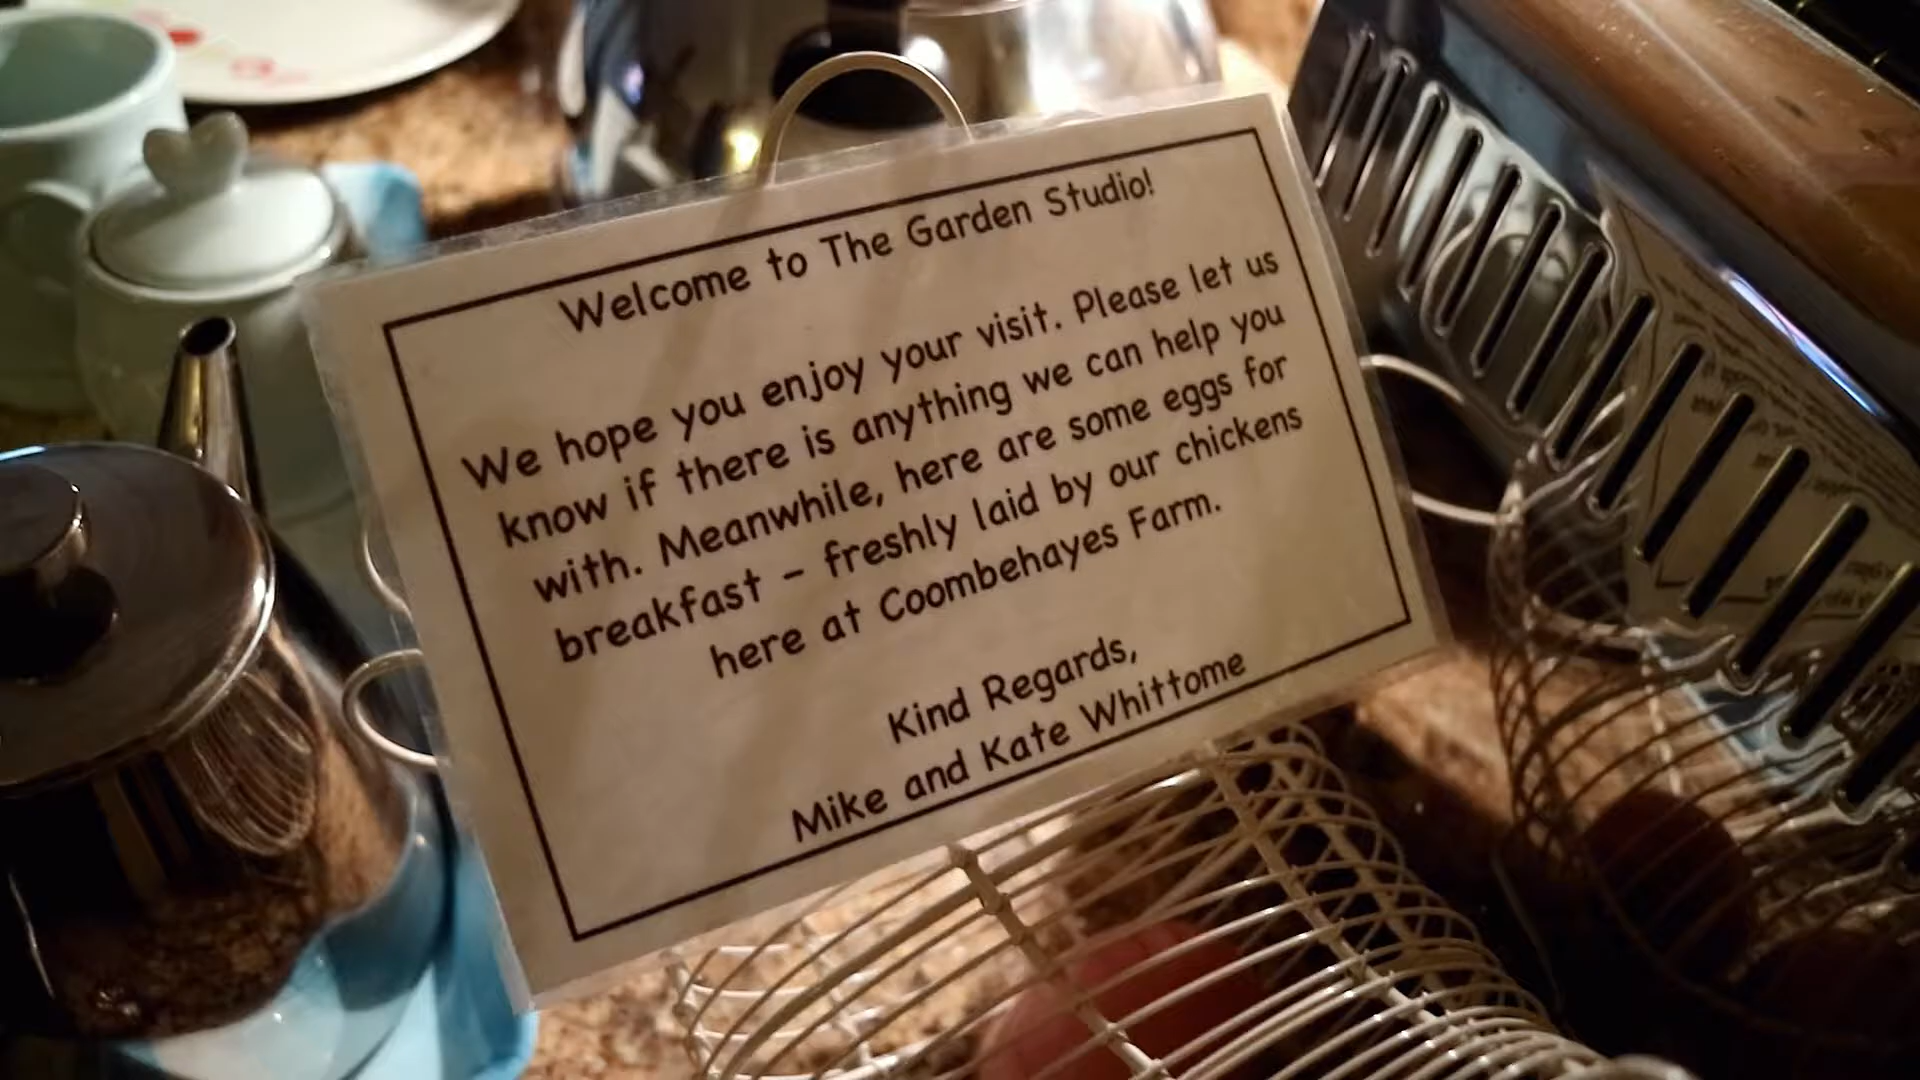 Welcome to The Garden Studio!
We hope you enjoy your visit. Please let us
know if there is anything we can help you
with. Meanwhile, here are some eggs for
breakfast – freshly laid by our chickens
here at Coombehayes Farm.
Kind Regards,
Mike and Kate Whittome